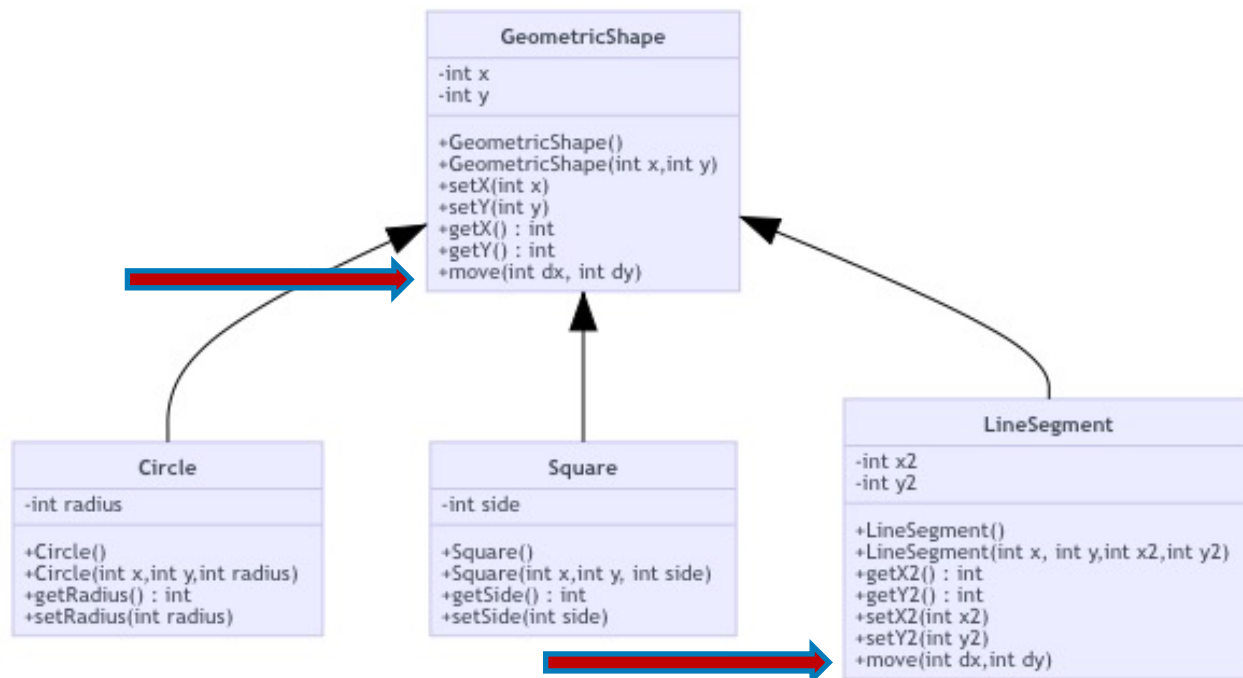 GeometricShape
-int x
-int y
+GeometricShape()
+GeometricShape(int x,int y)
+setX(int x)
+setY(int y)
+getX() : int
+getY() : int
+move(int dx, int dy)
Circle
-int radius
+Circle()
+Circle(int x,int y,int radius)
+getRadius() : int
+setRadius(int radius)
Square
-int side
+Square()
+Square(int x,int y, int side)
+getSide() : int
+setSide(int side)
LineSegment
-int x2
-int y2
+LineSegment()
+LineSegment(int x, int y,int x2,int y2)
+getX2() : int
+getY2() : int
+setX2(int x2)
+setY2(int y2)
+move(int dx,int dy)